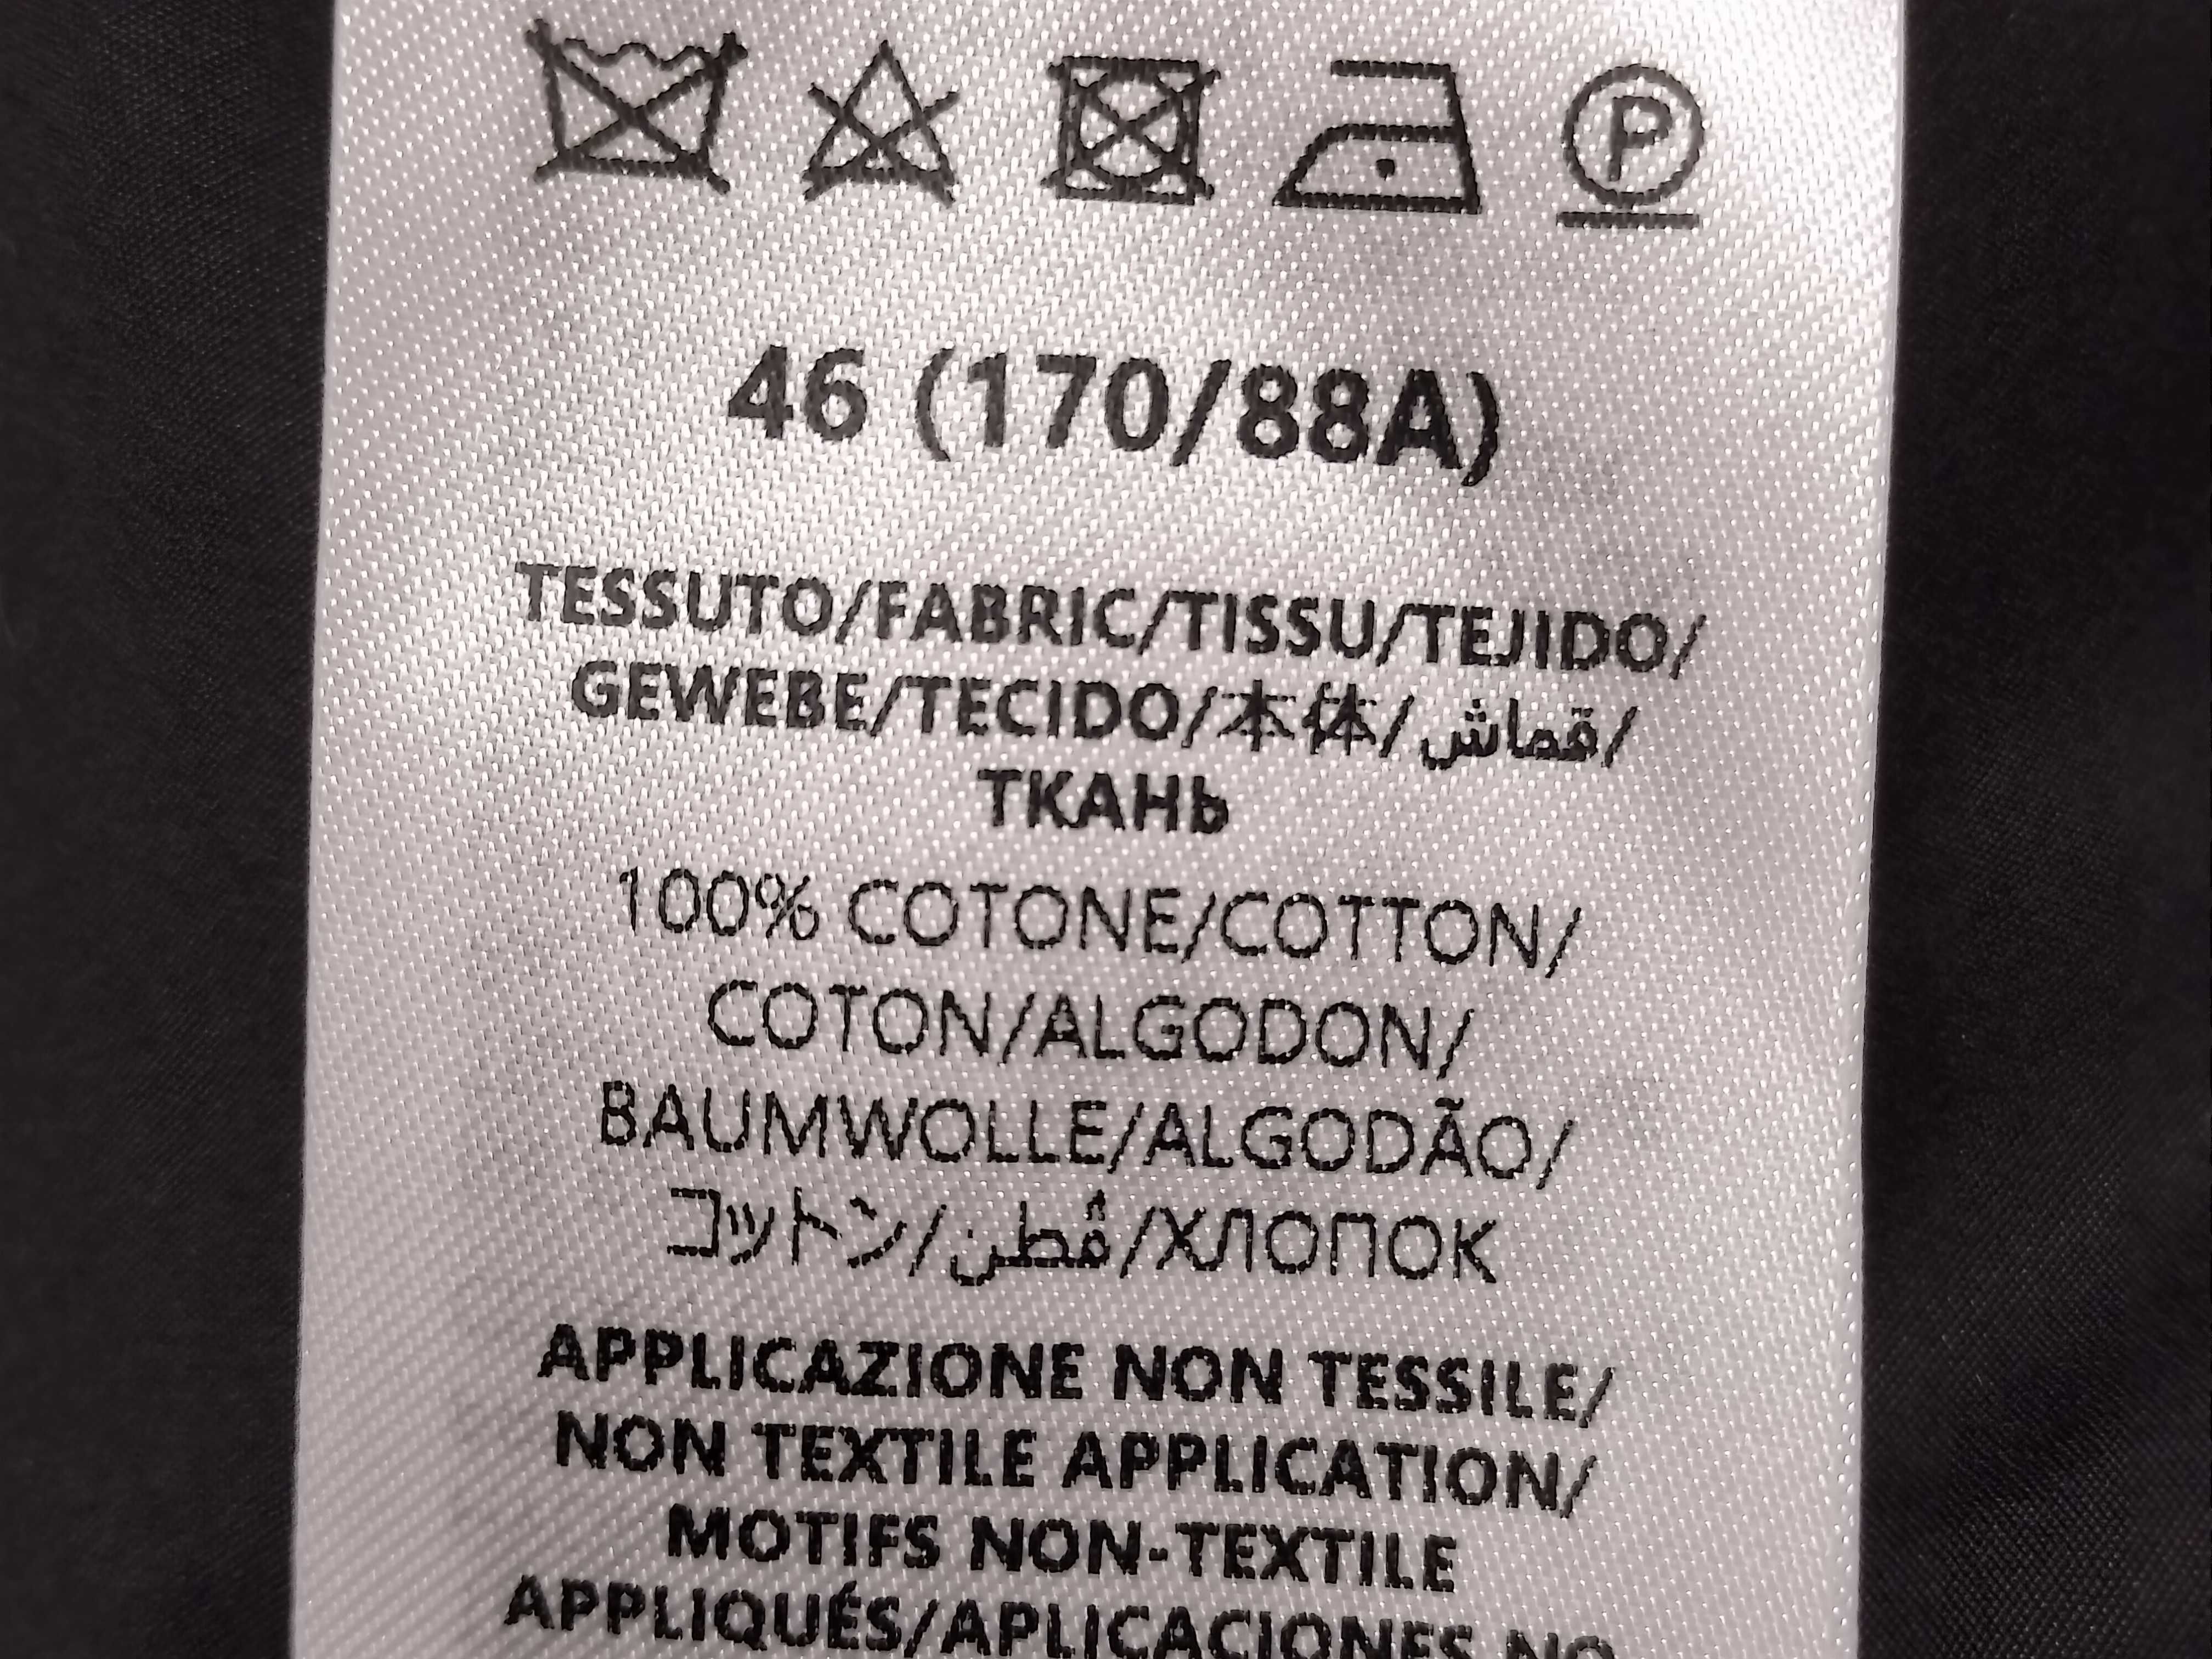 P
46 (170/88A)
TESSUTO/FABRIC/TISSU/TEJIDO/
GEWEBE/TECIDO/本体/قماش/
ТКАНЬ
100% COTONE/COTTON/
COTON/ALGODON/
BAUMWOLLE/ALGODÃO/
コットン/قُطن/ХЛОПОК
APPLICAZIONE NON TESSILE/
NON TEXTILE APPLICATION/
MOTIFS NON-TEXTILE
APPLIQUÉS/APLICACIONES NO